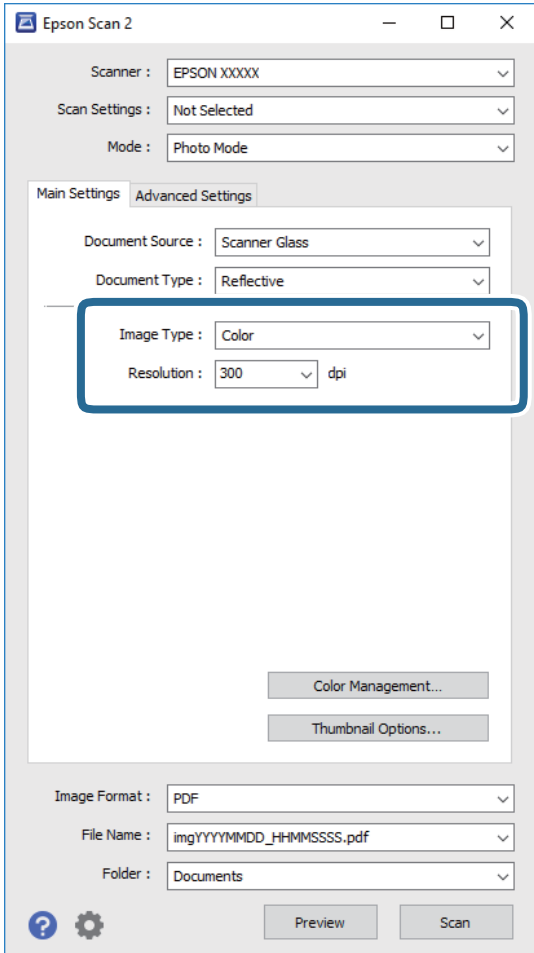 Epson Scan 2
Scanner : EPSON XXXXX
Scan Settings : Not Selected
Mode : Photo Mode
Main Settings Advanced Settings
Document Source : Scanner Glass
Document Type : Reflective
Image Type : Color
Resolution : 300 dpi
Color Management...
Thumbnail Options...
Image Format : PDF
File Name : imgYYYYMMDD_HHMMSSSS.pdf
Folder : Documents
Preview Scan